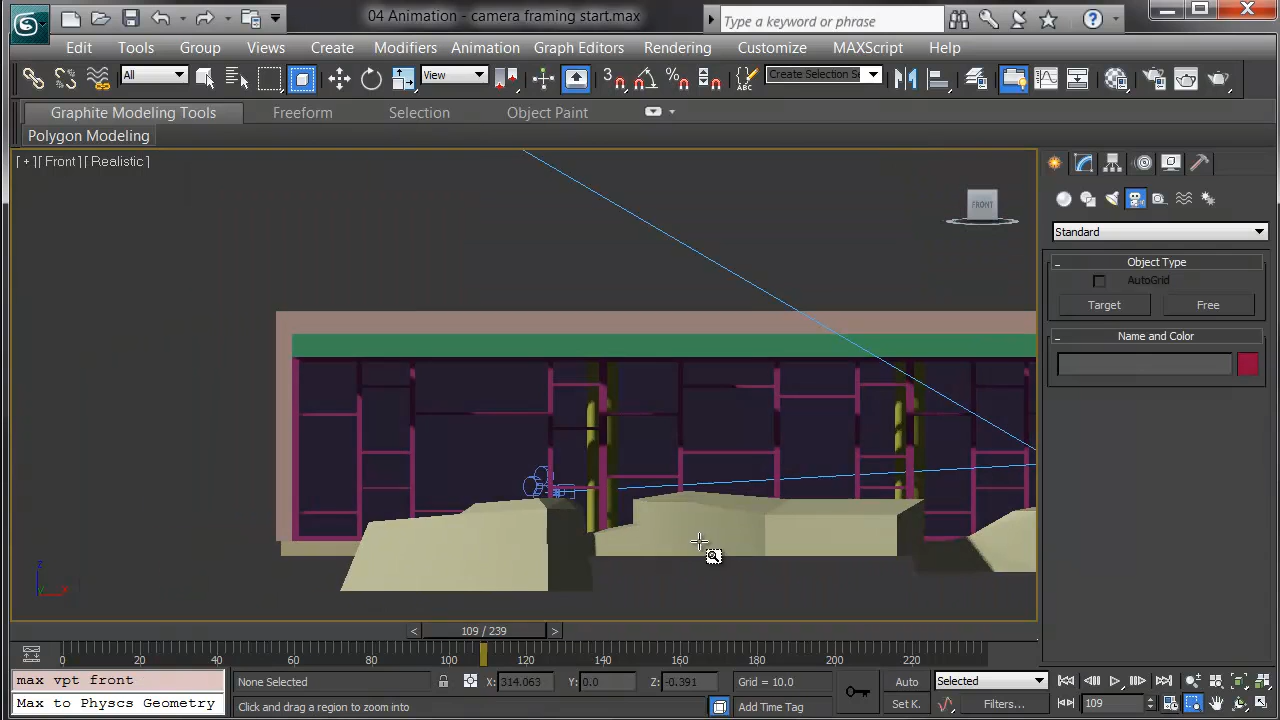 04 Animation - camera framing start.max
Type a keyword or phrase
Edit Tools Group Views Create Modifiers Animation Graph Editors Rendering Customize MAXScript Help
All
View
3
ABC
Create Selection Se
Graphite Modeling Tools Freeform Selection Object Paint
Polygon Modeling
[ + ] [ Front ] [ Realistic ]
FRONT
Standard
Object Type
AutoGrid
Target Free
Name and Color
z
x
< 109 / 239 >
0 20 40 60 80 100 120 140 160 180 200 220
max vpt front
None Selected X: 314.063 Y: 0.0 Z: -0.391 Grid = 10.0 Auto Selected
Max to Physcs Geometry
Click and drag a region to zoom into Add Time Tag Set K. Filters... 109